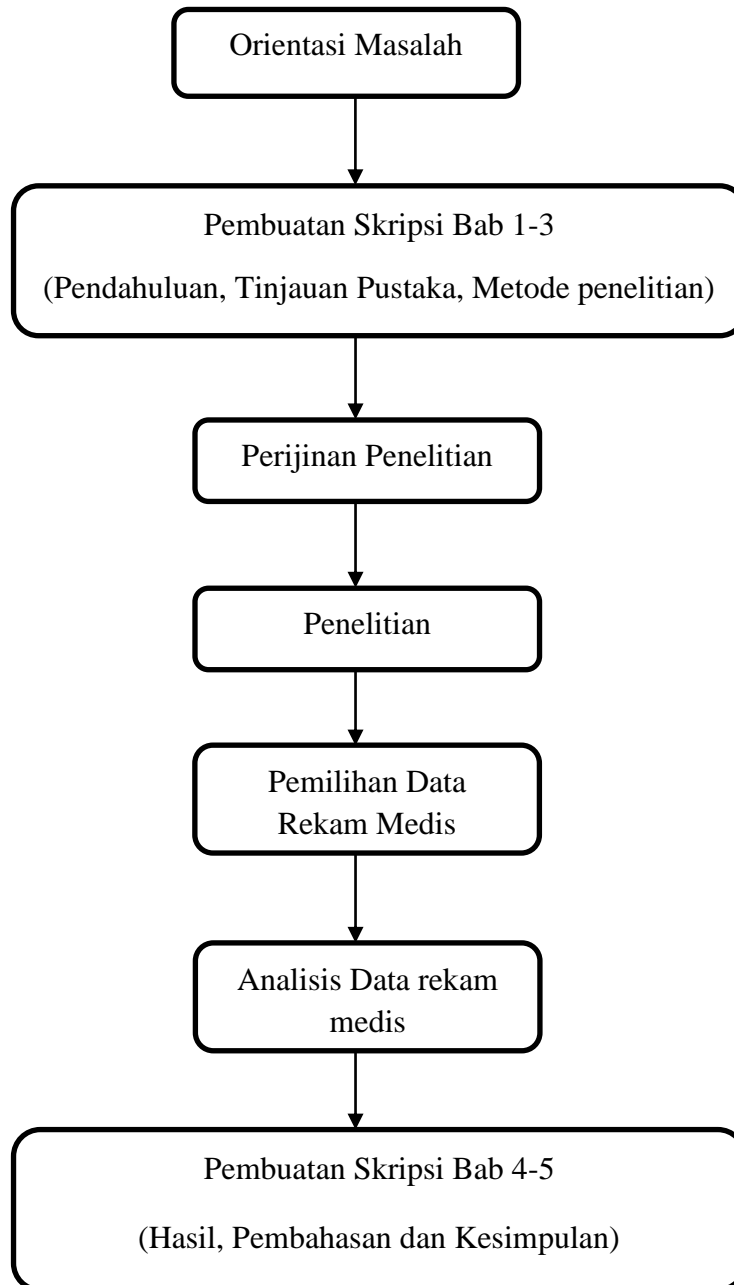 Orientasi Masalah
Pembuatan Skripsi Bab 1-3
(Pendahuluan, Tinjauan Pustaka, Metode penelitian)
Perijinan Penelitian
Penelitian
Pemilihan Data
Rekam Medis
Analisis Data rekam
medis
Pembuatan Skripsi Bab 4-5
(Hasil, Pembahasan dan Kesimpulan)